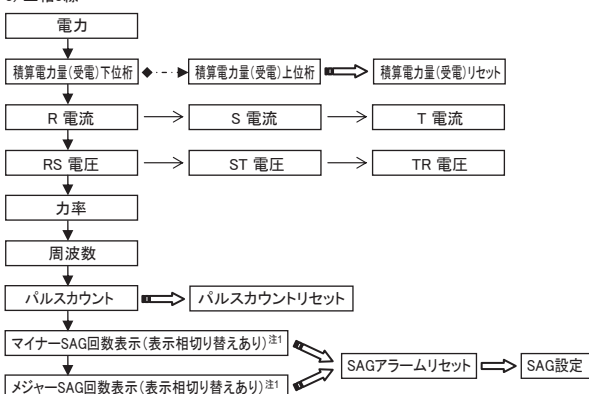 電力
積算電力量(受電)下位桁
積算電力量(受電)上位桁
積算電力量(受電)リセット
R 電流
S 電流
T 電流
RS 電圧
ST 電圧
TR 電圧
力率
周波数
パルスカウント
パルスカウントリセット
マイナーSAG回数表示(表示相切り替えあり)注1
SAGアラームリセット
SAG設定
メジャーSAG回数表示(表示相切り替えあり)注1